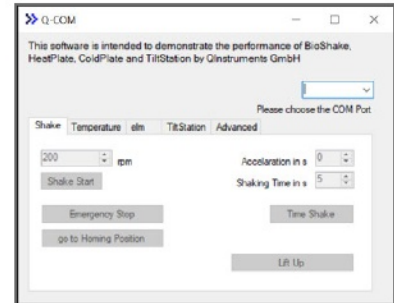 Q-COM
This software is intended to demonstrate the performance of BioShake,
HeatPlate, ColdPlate and TiltStation by QInstruments GmbH
Please choose the COM Port
Shake Temperature elm TiltStation Advanced
200 rpm Accelaration in s 0
Shake Start Shaking Time in s 5
Emergency Stop Time Shake
go to Homing Position
Lift Up